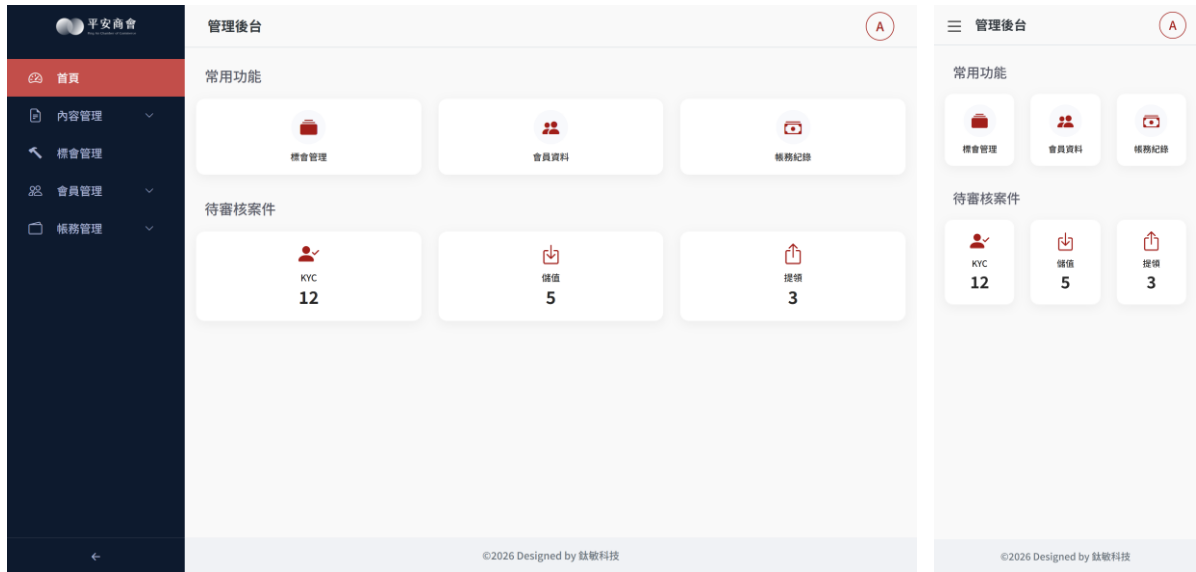 平安商會
管理後台
A
首頁
內容管理
標會管理
會員管理
帳務管理
常用功能
標會管理
會員資料
帳務紀錄
待審核案件
KYC
12
儲值
5
提領
3
©2026 Designed by 鈦敏科技
管理後台
A
常用功能
標會管理
會員資料
帳務紀錄
待審核案件
KYC
12
儲值
5
提領
3
©2026 Designed by 鈦敏科技